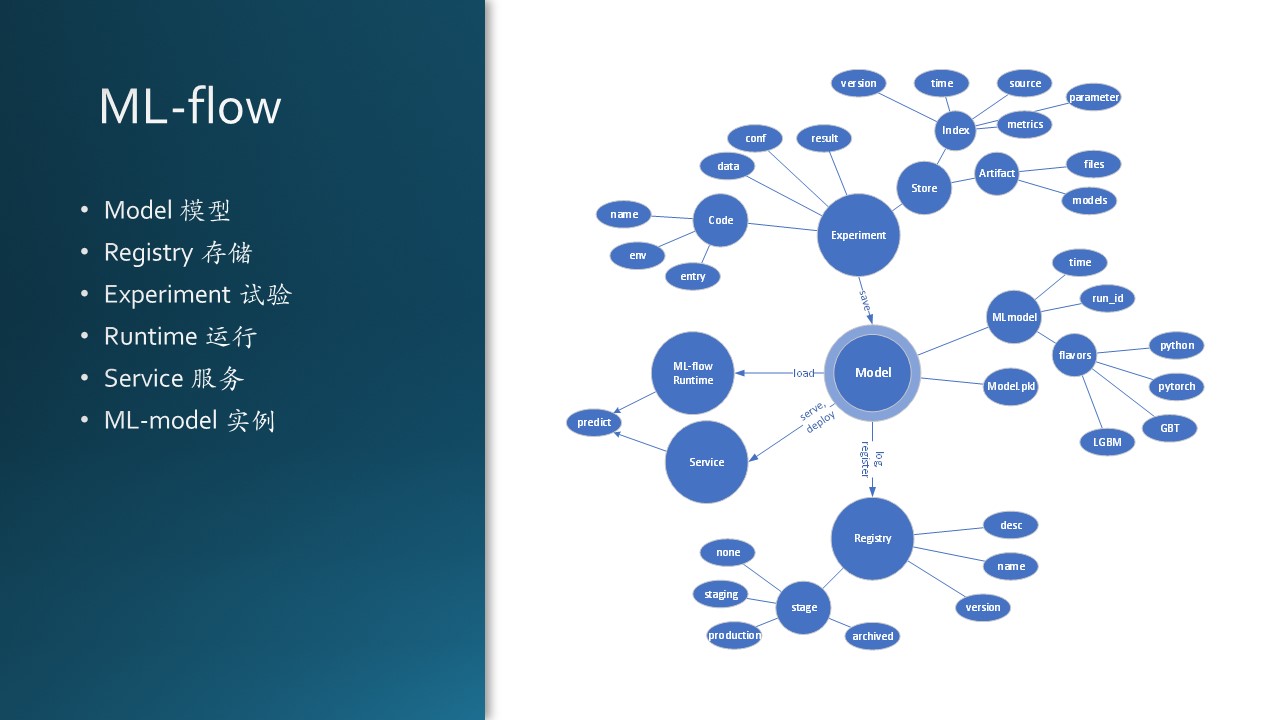 ML-flow
• Model 模型
• Registry 存储
• Experiment 试验
• Runtime 运行
• Service 服务
• ML-model 实例
version
time
source
parameter
Index
metrics
conf
result
data
Store
Artifact
files
models
name
Code
Experiment
env
entry
save
time
run_id
MLmodel
flavors
python
pytorch
GBT
LGBM
Model.pkl
Model
load
ML-flow
Runtime
predict
serve,_
deploy
Service
log
register
Registry
desc
name
version
none
staging
production
stage
archived